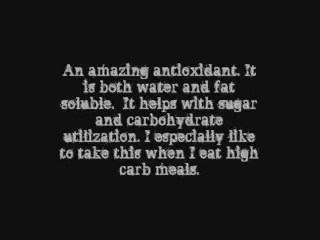 An amazing antioxidant. It
is both water and fat
soluble. It helps with sugar
and carbohydrate
utilization. I especially like
to take this when I eat high
carb meals.